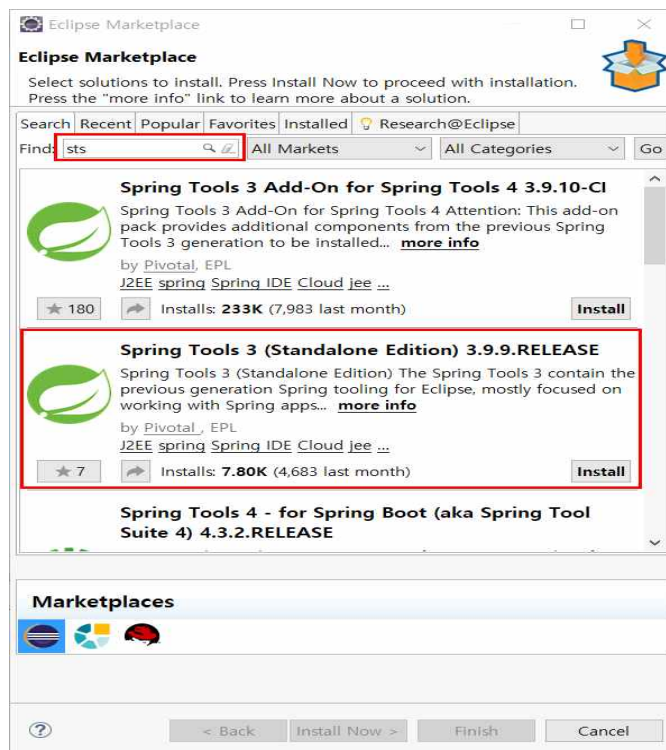 Eclipse Marketplace
Eclipse Marketplace
Select solutions to install. Press Install Now to proceed with installation.
Press the "more info" link to learn more about a solution.
Search Recent Popular Favorites Installed Research@Eclipse
Find: sts All Markets All Categories Go
Spring Tools 3 Add-On for Spring Tools 4 3.9.10-CI
Spring Tools 3 Add-On for Spring Tools 4 Attention: This add-on
pack provides additional components from the previous Spring
Tools 3 generation to be installed... more info
by Pivotal, EPL
J2EE spring Spring IDE Cloud jee ...
180 Installs: 233K (7,983 last month) Install
Spring Tools 3 (Standalone Edition) 3.9.9.RELEASE
Spring Tools 3 (Standalone Edition) The Spring Tools 3 contain the
previous generation Spring tooling for Eclipse, mostly focused on
working with Spring apps... more info
by Pivotal , EPL
J2EE spring Spring IDE Cloud jee ...
7 Installs: 7.80K (4,683 last month) Install
Spring Tools 4 - for Spring Boot (aka Spring Tool
Suite 4) 4.3.2.RELEASE
Marketplaces
? < Back Install Now > Finish Cancel